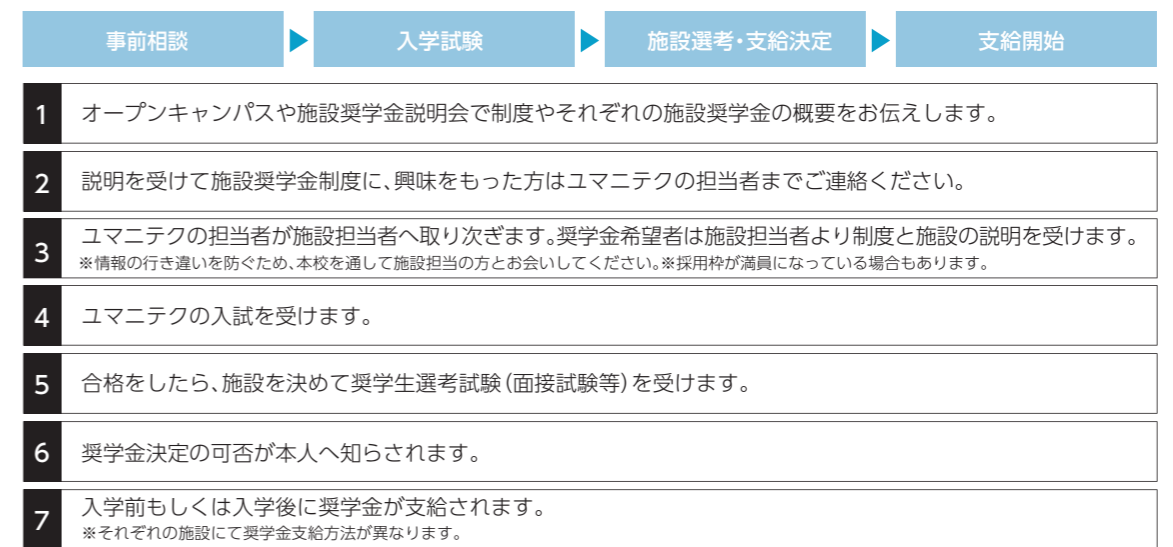 事前相談
入学試験
施設選考・支給決定
支給開始
1 オープンキャンパスや施設奨学金説明会で制度やそれぞれの施設奨学金の概要をお伝えします。
2 説明を受けて施設奨学金制度に、興味をもった方はユマニテクの担当者までご連絡ください。
3 ユマニテクの担当者が施設担当者へ取り次ぎます。奨学金希望者は施設担当者より制度と施設の説明を受けます。
※情報の行き違いを防ぐため、本校を通して施設担当の方とお会いしてください。※採用枠が満員になっている場合もあります。
4 ユマニテクの入試を受けます。
5 合格をしたら、施設を決めて奨学生選考試験（面接試験等）を受けます。
6 奨学金決定の可否が本人へ知らされます。
7 入学前もしくは入学後に奨学金が支給されます。
※それぞれの施設にて奨学金支給方法が異なります。